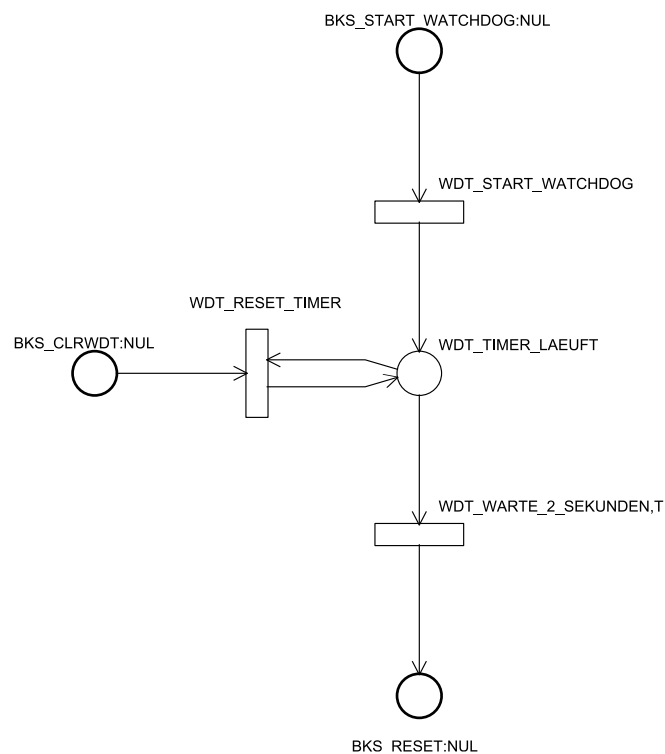 BKS_START_WATCHDOG:NUL
WDT_START_WATCHDOG
WDT_RESET_TIMER
BKS_CLRWDT:NUL
WDT_TIMER_LAEUFT
WDT_WARTE_2_SEKUNDEN,T
BKS_RESET:NUL